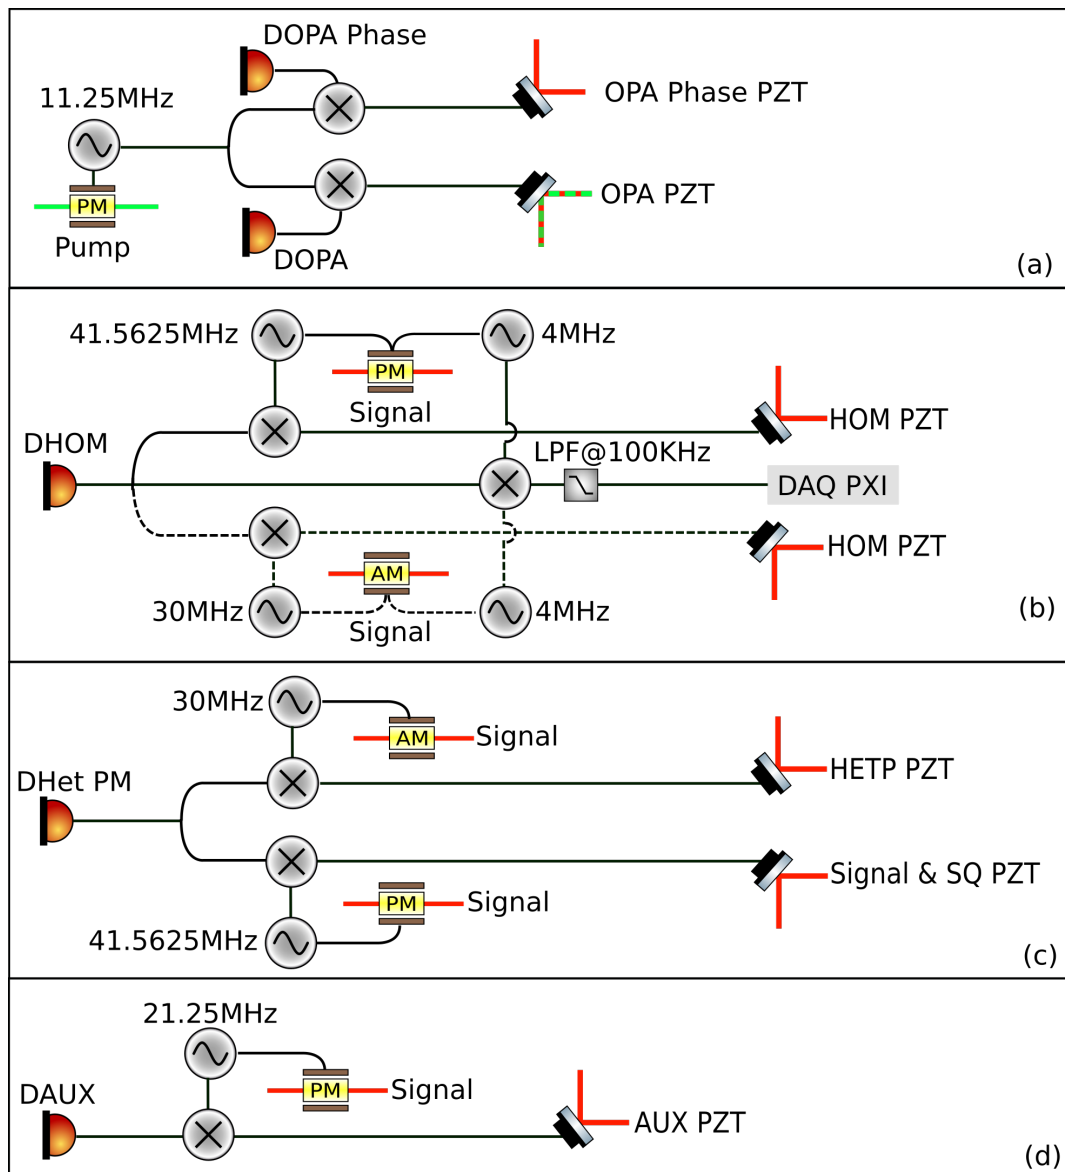 DOPA Phase
11.25MHz
OPA Phase PZT
PM
OPA PZT
Pump
DOPA
(a)
41.5625MHz
4MHz
PM
Signal
HOM PZT
DHOM
LPF@100KHz
DAQ PXI
HOM PZT
AM
30MHz
4MHz
Signal
(b)
30MHz
AM
Signal
DHet PM
HETP PZT
Signal & SQ PZT
PM
Signal
41.5625MHz
(c)
21.25MHz
DAUX
PM
Signal
AUX PZT
(d)